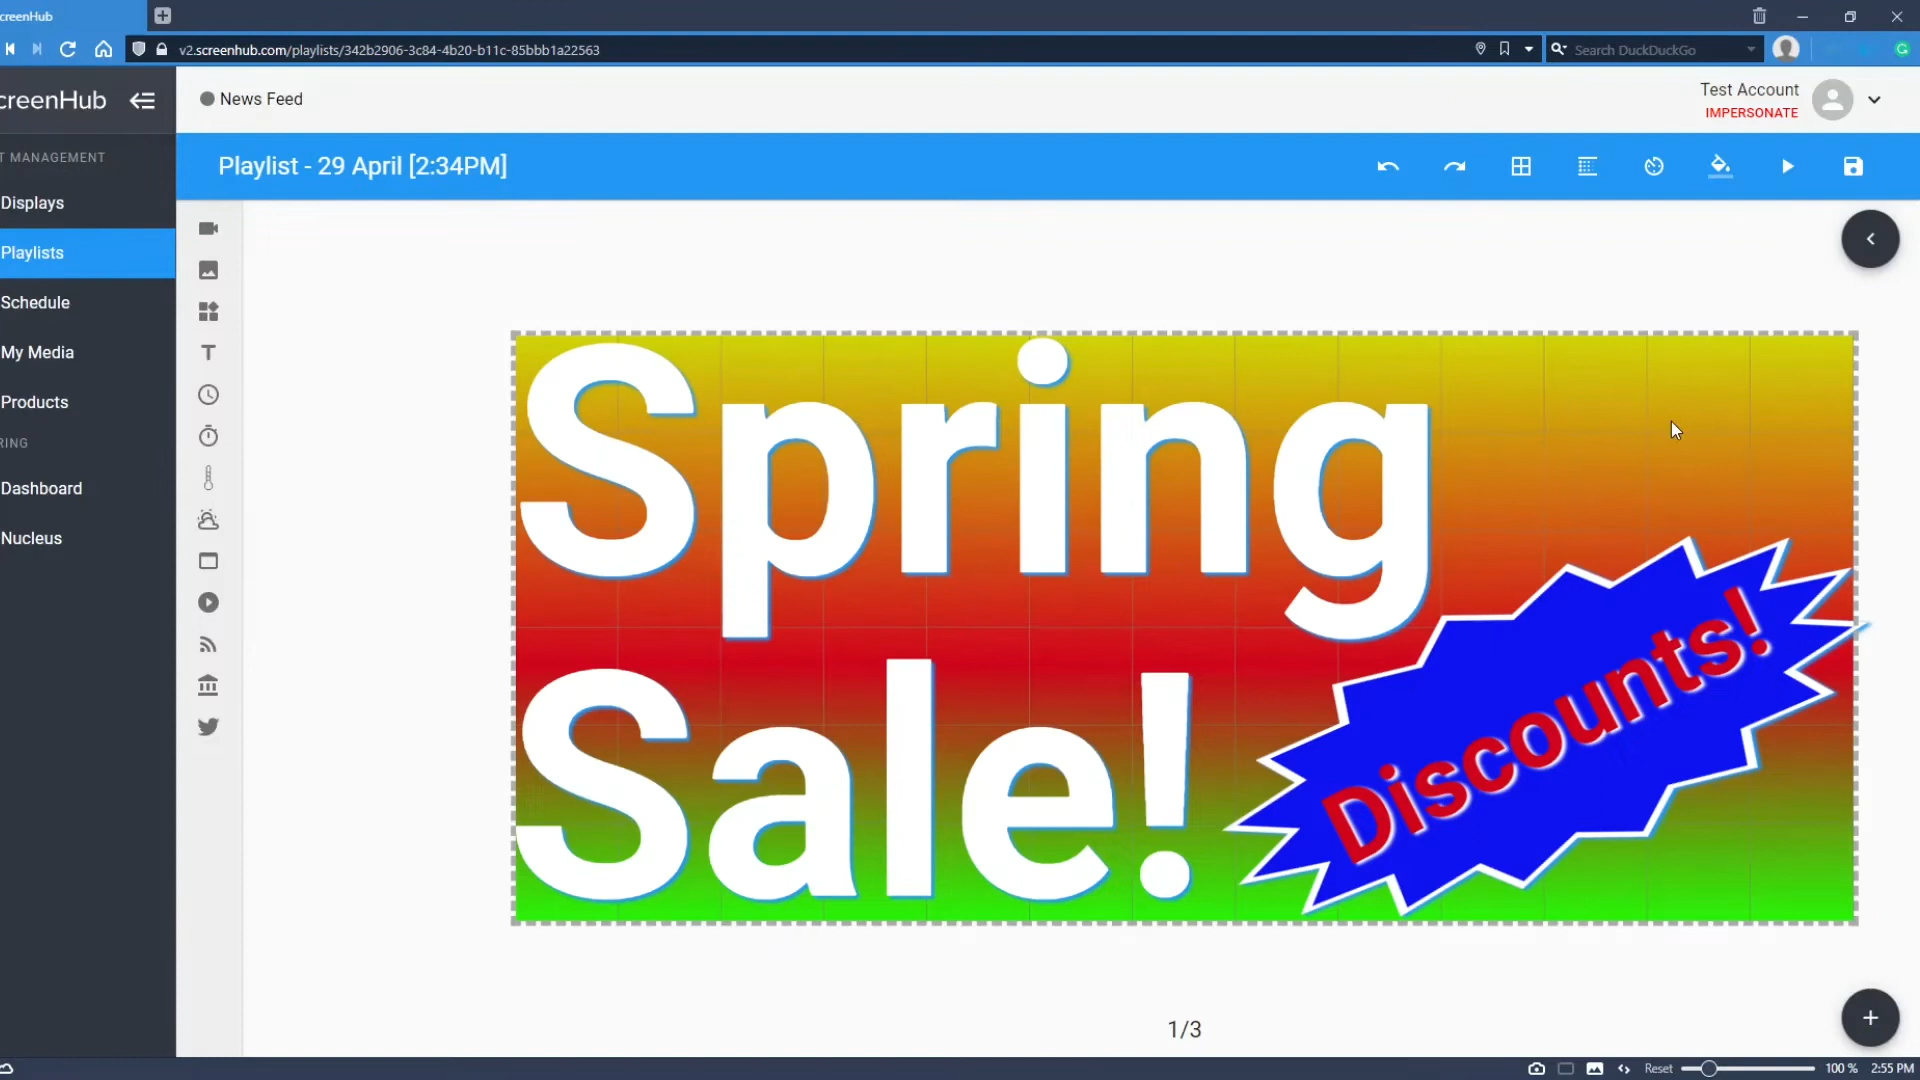 creenHub
v2.screenhub.com/playlists/342b2906-3c84-4b20-b11c-85bbb1a22563
Search DuckDuckGo
creenHub
News Feed
Test Account
IMPERSONATE
T MANAGEMENT
Playlist - 29 April [2:34PM]
Displays
Playlists
Schedule
My Media
Products
RING
Dashboard
Nucleus
T
Spring
Sale!
Discounts!
1/3
Reset
100 %
2:55 PM